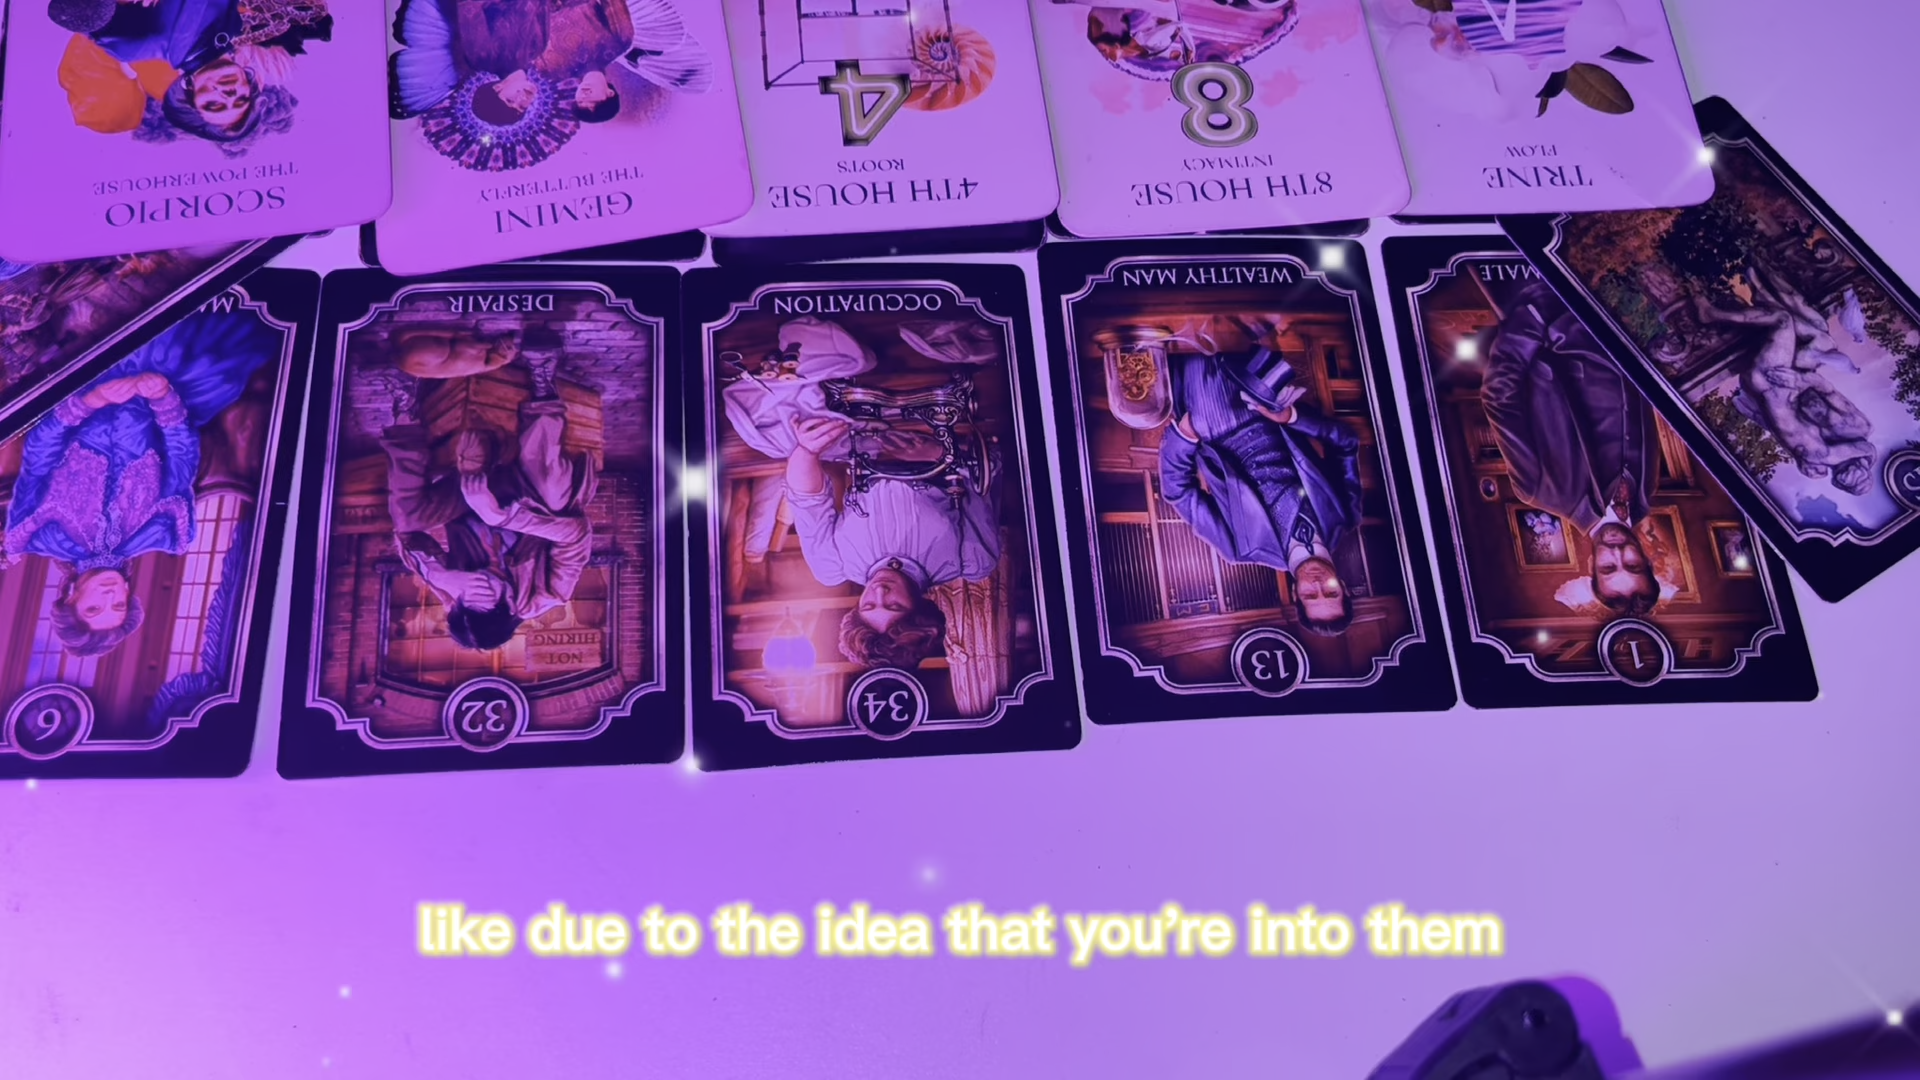 SCORPIO
THE POWERHOUSE
GEMINI
THE BUTTERFLY
4
4TH HOUSE
ROOTS
8
8TH HOUSE
INTIMACY
TRINE
FLOW
6
DESPAIR
NOT
HIRING
32
OCCUPATION
34
WEALTHY MAN
13
MALE
1
like due to the idea that you're into them